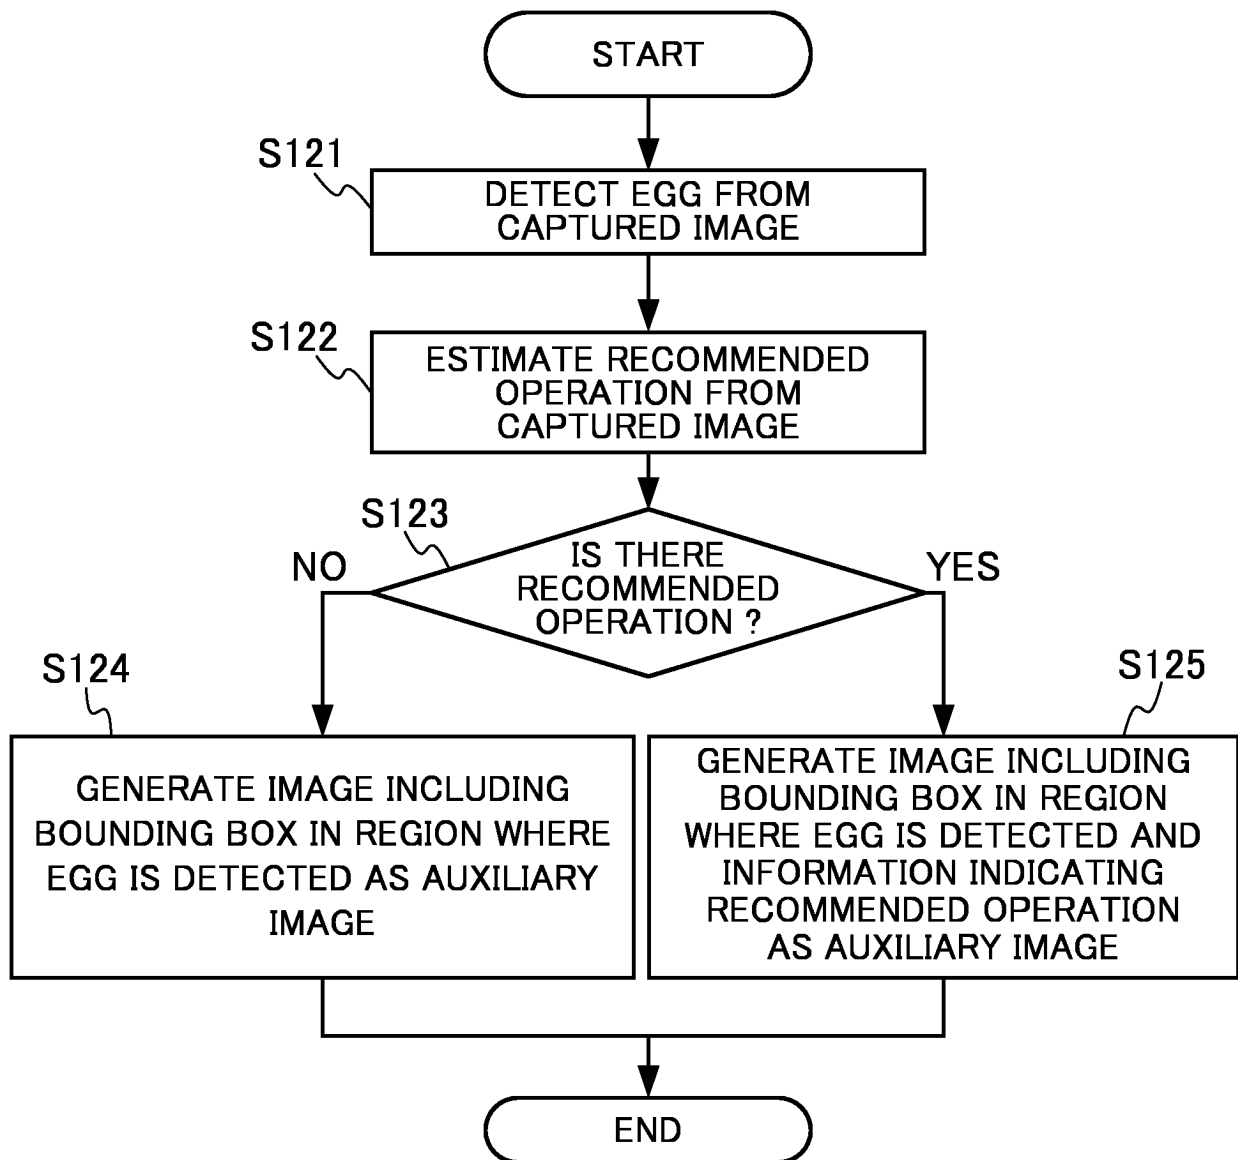 START
S121
DETECT EGG FROM
CAPTURED IMAGE
S122
ESTIMATE RECOMMENDED
OPERATION FROM
CAPTURED IMAGE
S123
IS THERE
RECOMMENDED
OPERATION ?
NO
YES
S124
GENERATE IMAGE INCLUDING
BOUNDING BOX IN REGION WHERE
EGG IS DETECTED AS AUXILIARY
IMAGE
S125
GENERATE IMAGE INCLUDING
BOUNDING BOX IN REGION
WHERE EGG IS DETECTED AND
INFORMATION INDICATING
RECOMMENDED OPERATION
AS AUXILIARY IMAGE
END